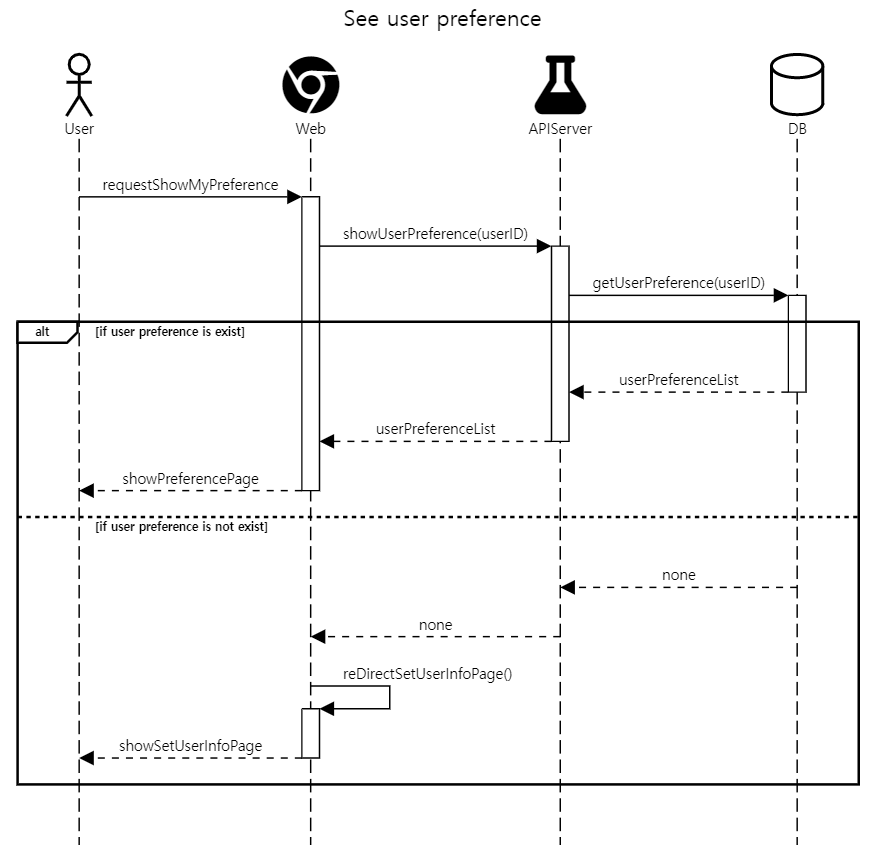 See user preference
User
Web
APIServer
DB
requestShowMyPreference
showUserPreference(userID)
getUserPreference(userID)
alt
[if user preference is exist]
userPreferenceList
userPreferenceList
showPreferencePage
[if user preference is not exist]
none
none
reDirectSetUserInfoPage()
showSetUserInfoPage